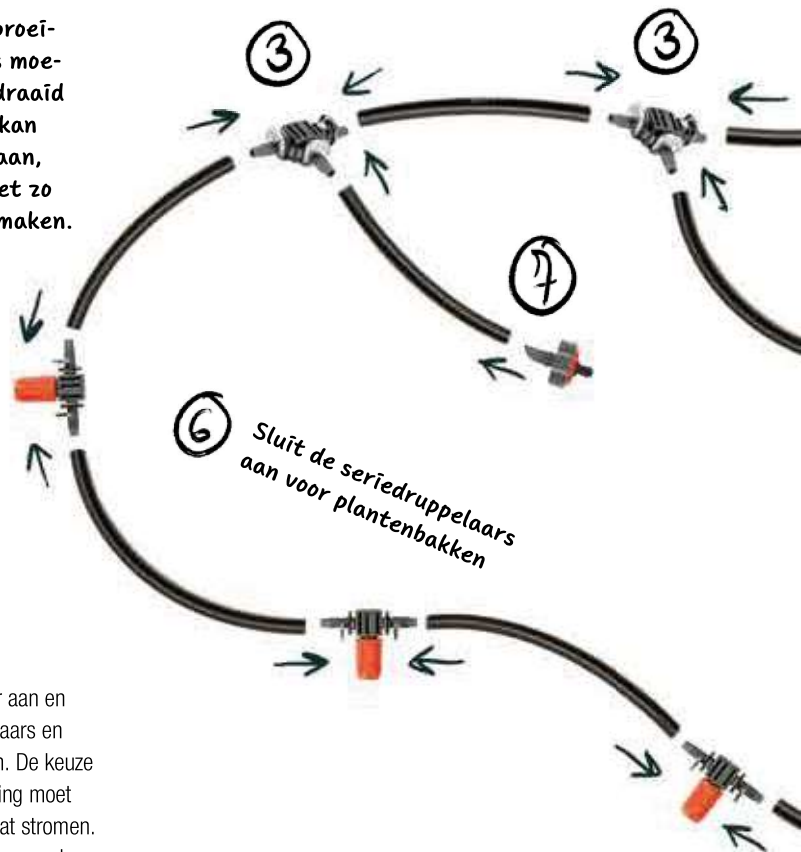 proei-
s moe-
draaid
kan
aan,
et zo
maken.
3
3
7
6
Sluit de seriedruppelaars
aan voor plantenbakken
r aan en
aars en
n. De keuze
ing moet
at stromen.